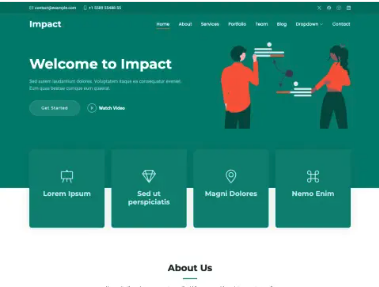 contact@example.com +1 5589 55488 55
Impact
Home About Services Portfolio Team Blog Dropdown Contact
Welcome to Impact
Sed autem laudantium dolores. Voluptatem itaque ea consequatur eveniet.
Eum quas beatae cumque eum quaerat.
Get Started Watch Video
Lorem Ipsum
Sed ut
perspiciatis
Magni Dolores
Nemo Enim
About Us